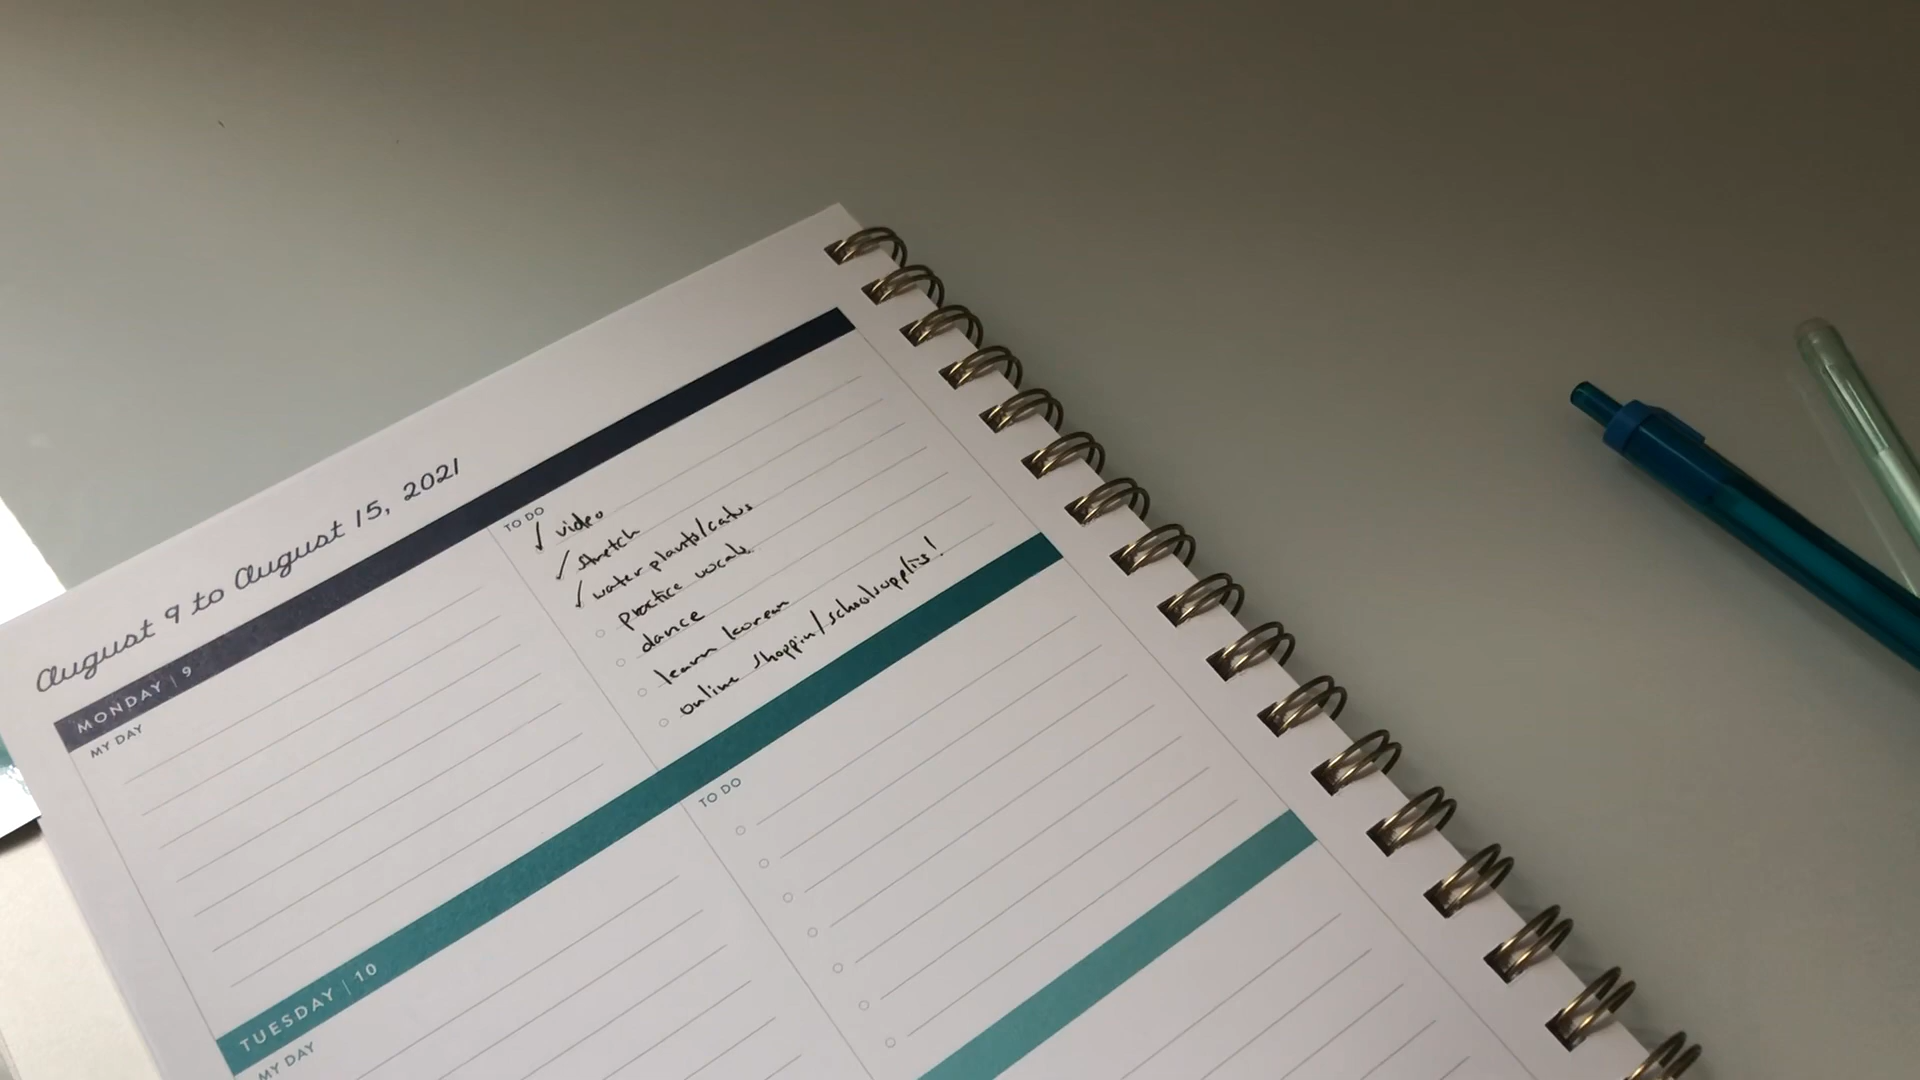 August 9 to August 15, 2021
MONDAY | 9
MY DAY
TO DO
✓ video
✓ stretch
✓ water plants/catus
practice vocals
dance
learn korean
online shoppin/schoolsupplis!
TUESDAY | 10
MY DAY
TO DO